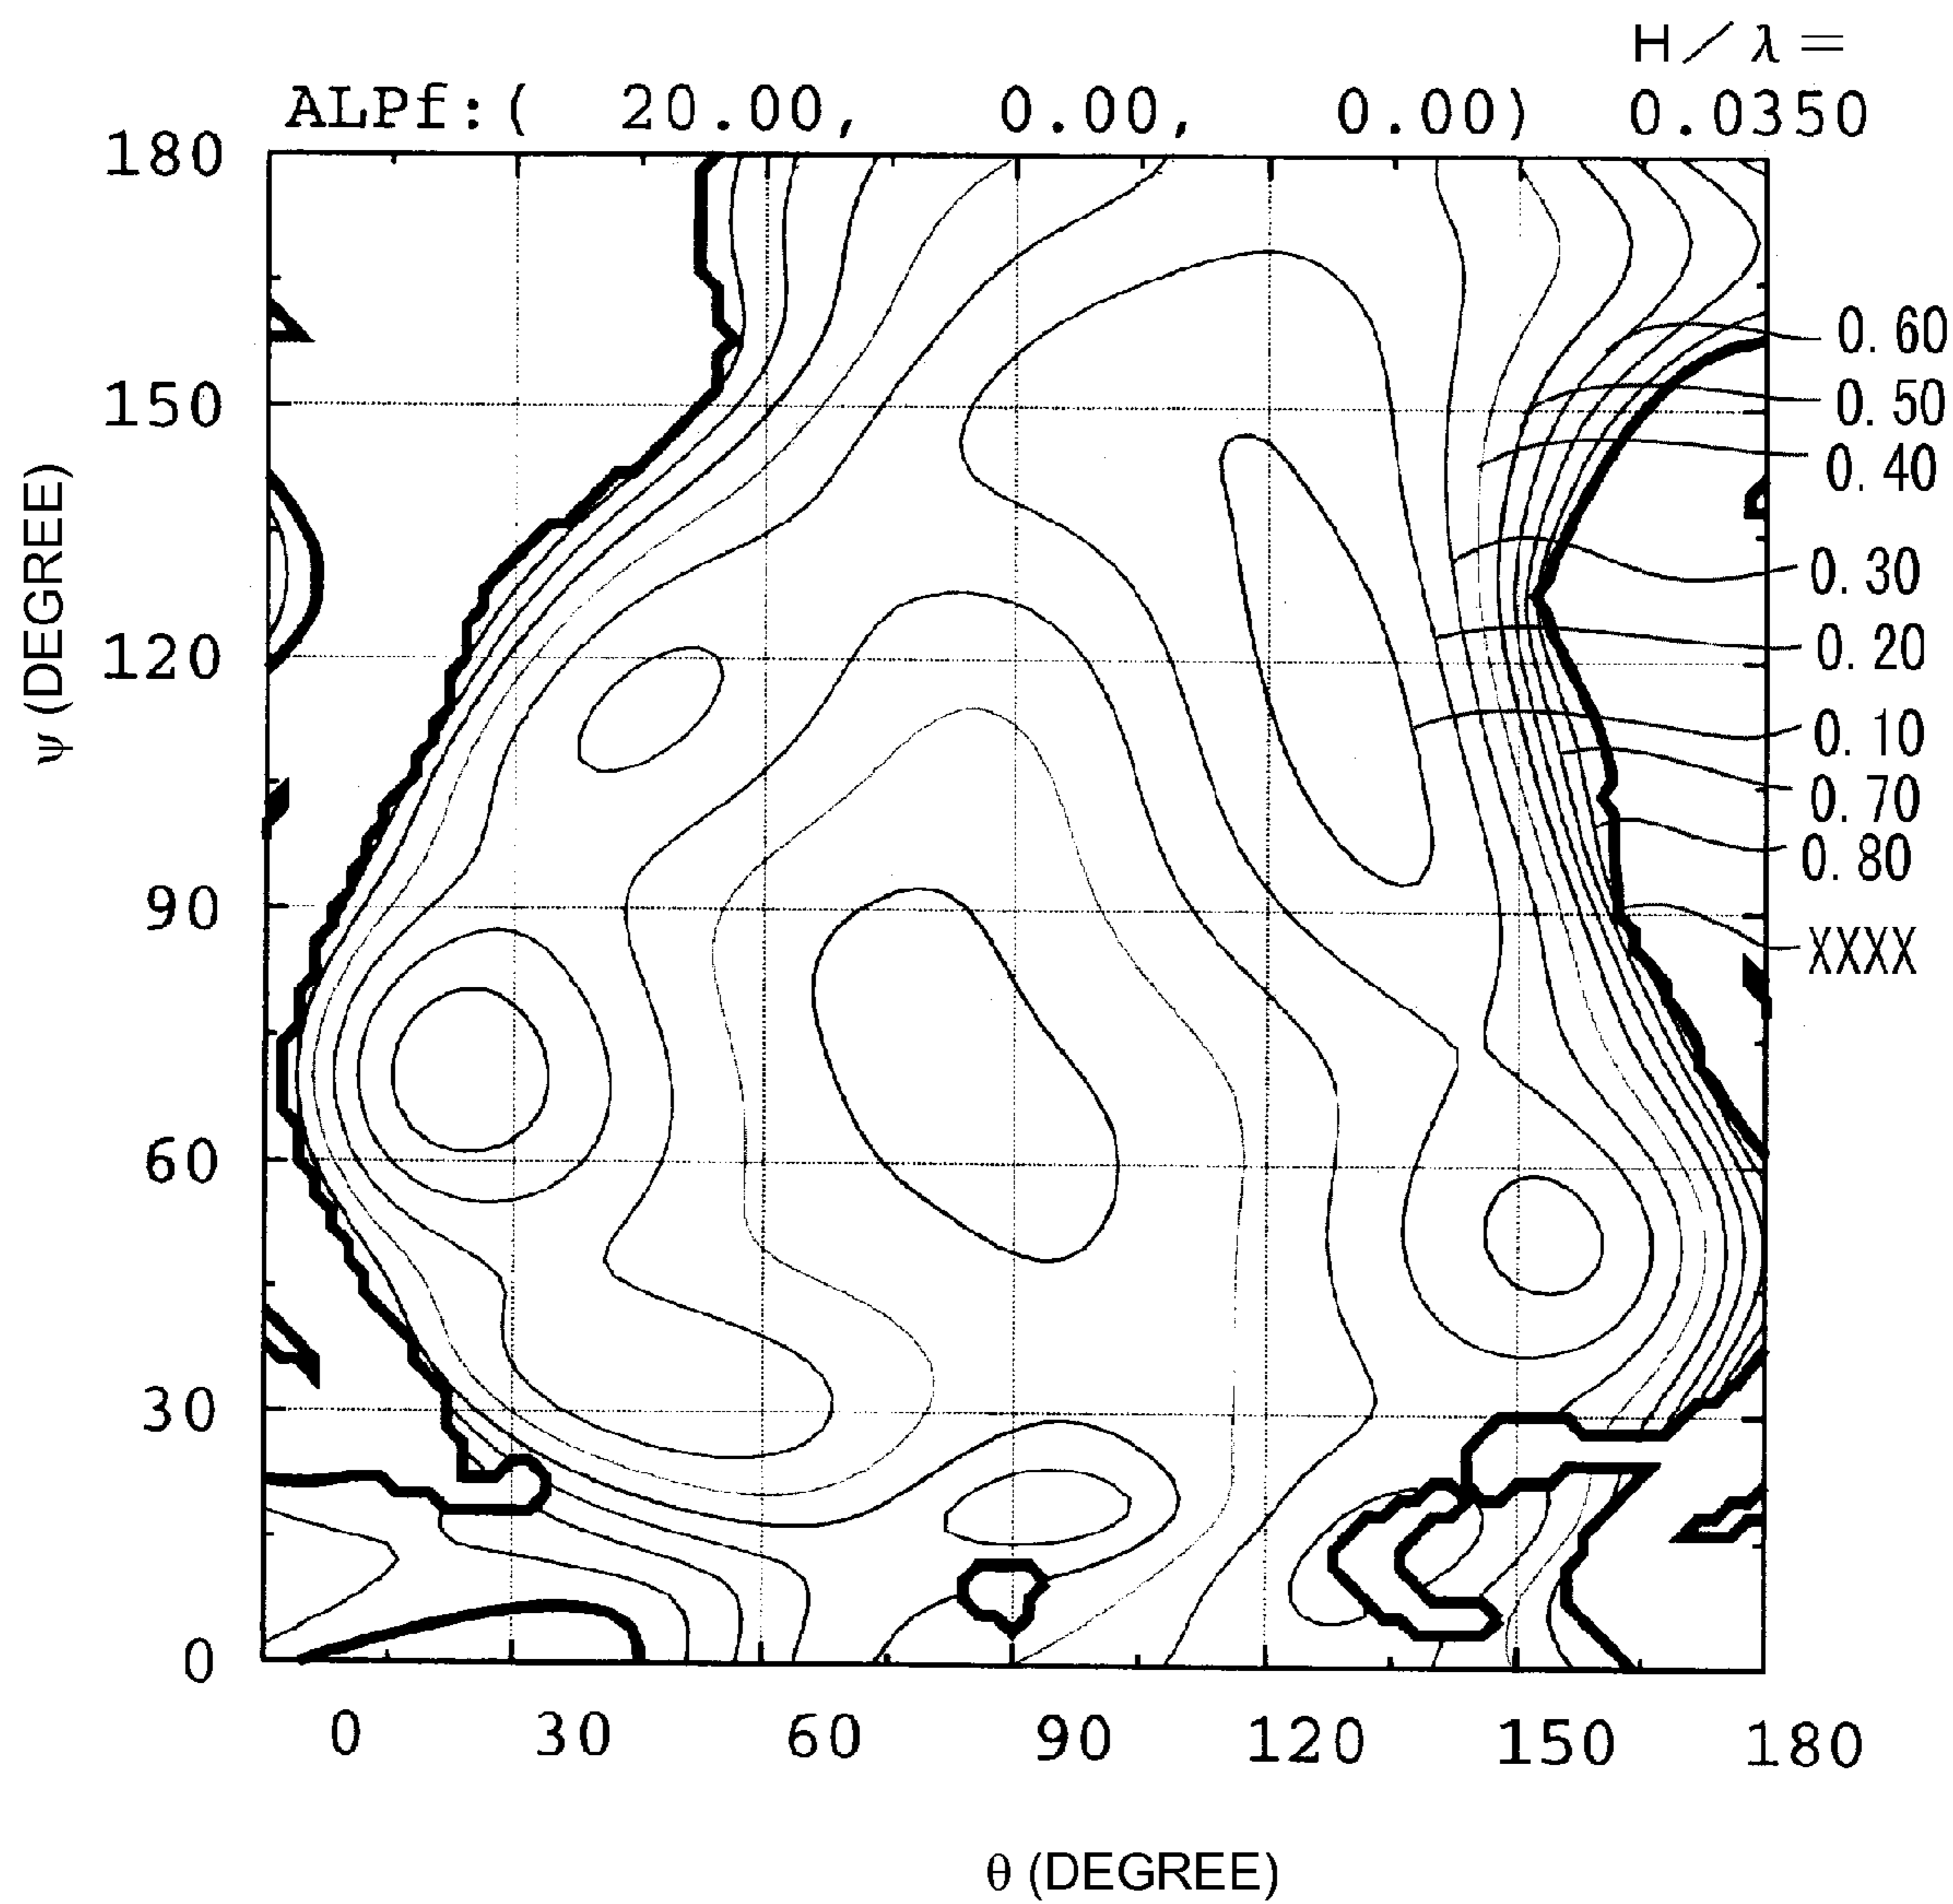 H/λ=
ALPf:( 20.00, 0.00, 0.00) 0.0350
180
150
120
90
60
30
0
ψ (DEGREE)
0.60
0.50
0.40
0.30
0.20
0.10
0.70
0.80
XXXX
0 30 60 90 120 150 180
θ (DEGREE)